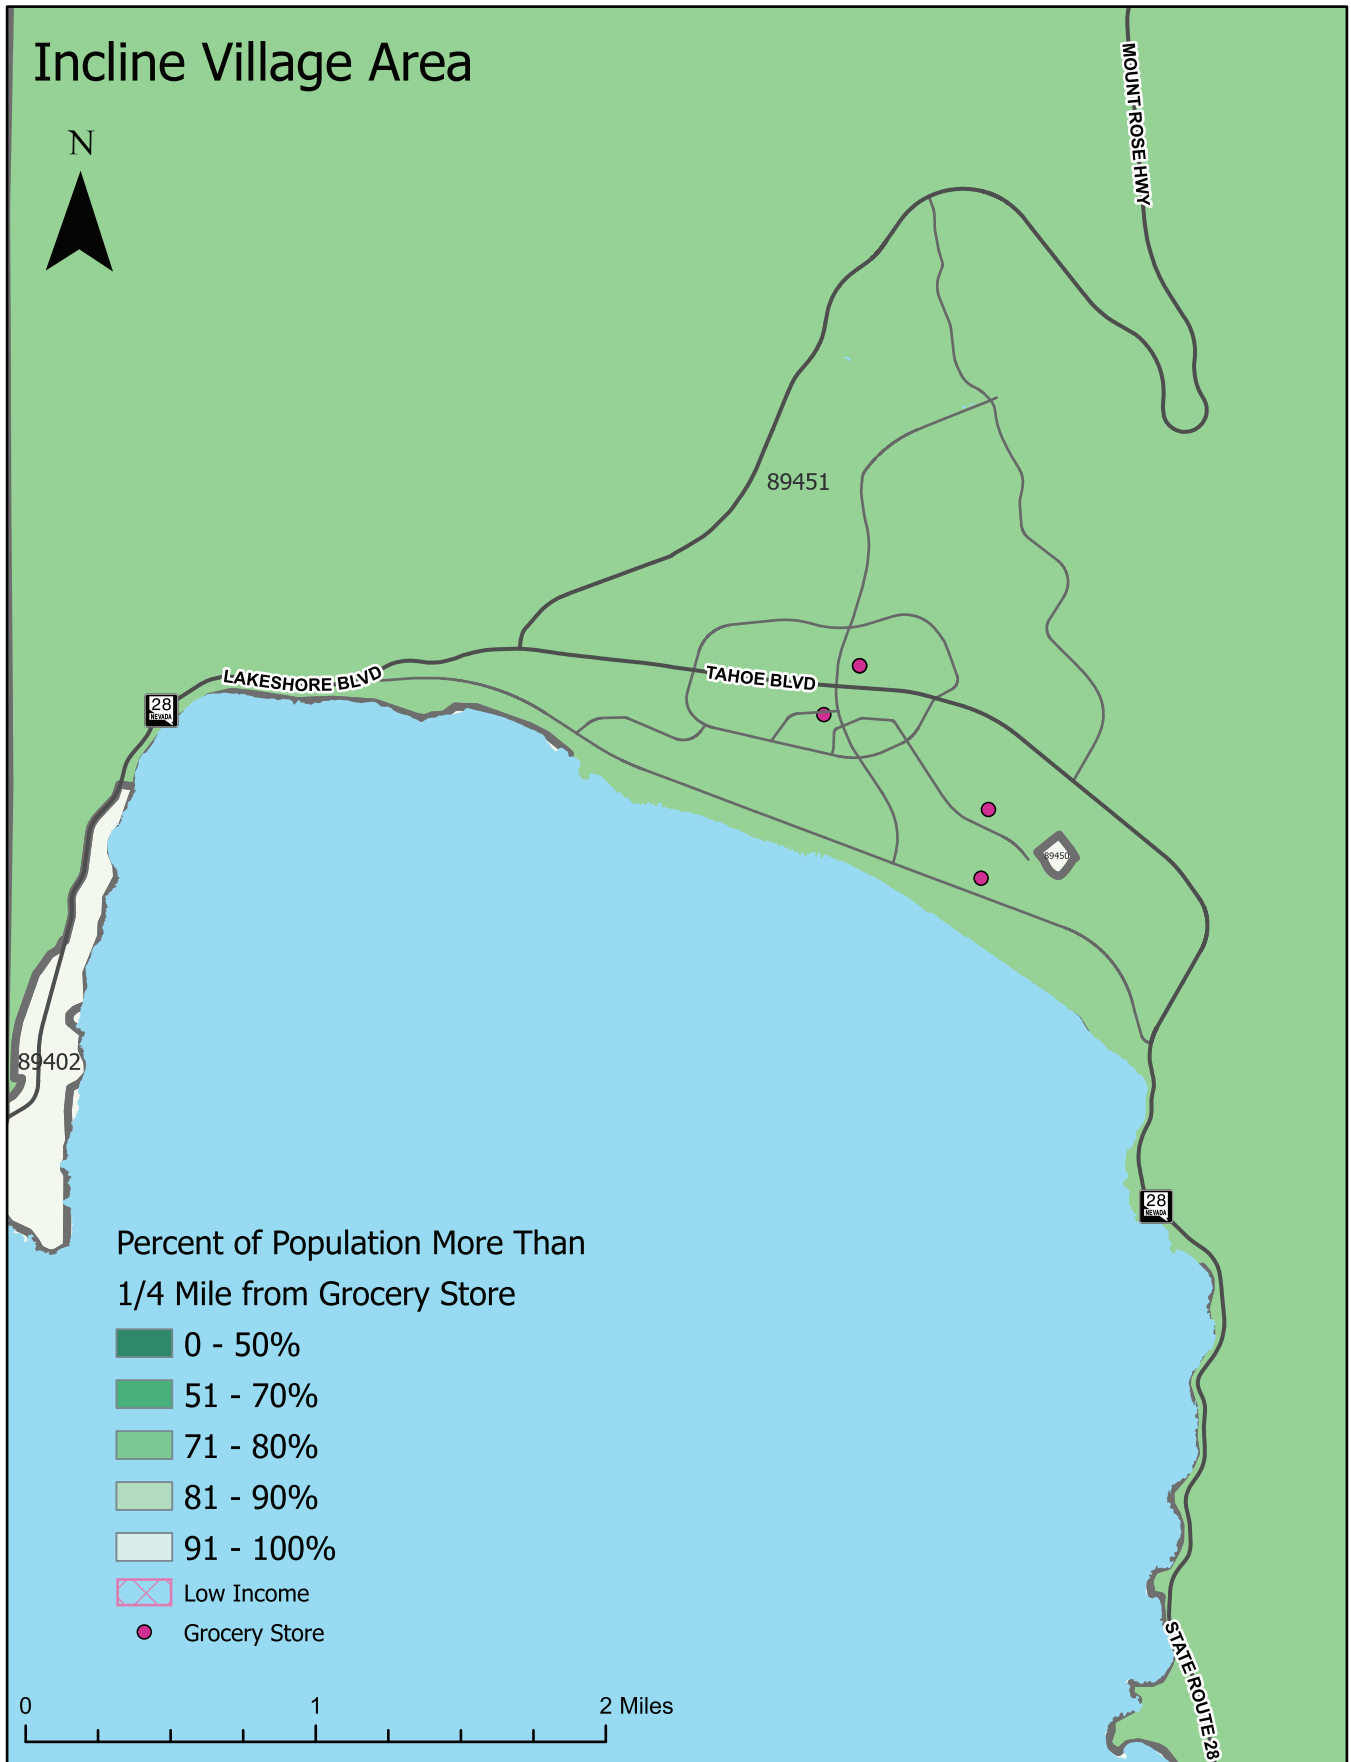 Incline Village Area
N
MOUNT ROSE HWY
89451
LAKESHORE BLVD
TAHOE BLVD
28
NEVADA
89450
89402
28
NEVADA
Percent of Population More Than
1/4 Mile from Grocery Store
0 - 50%
51 - 70%
71 - 80%
81 - 90%
91 - 100%
Low Income
Grocery Store
STATE ROUTE 28
0 1 2 Miles